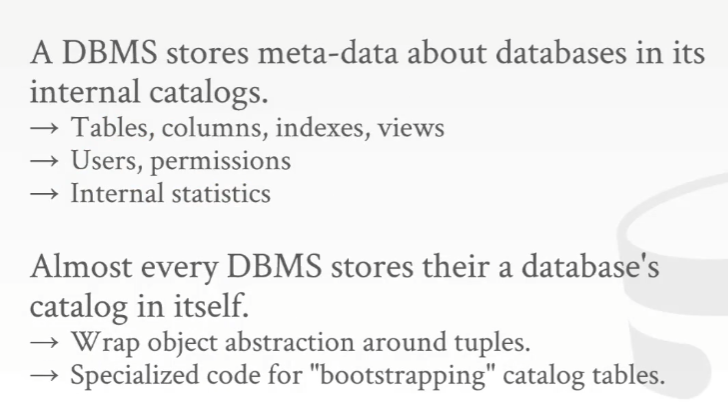 A DBMS stores meta-data about databases in its
internal catalogs.
→ Tables, columns, indexes, views
→ Users, permissions
→ Internal statistics
Almost every DBMS stores their a database's
catalog in itself.
→ Wrap object abstraction around tuples.
→ Specialized code for "bootstrapping" catalog tables.